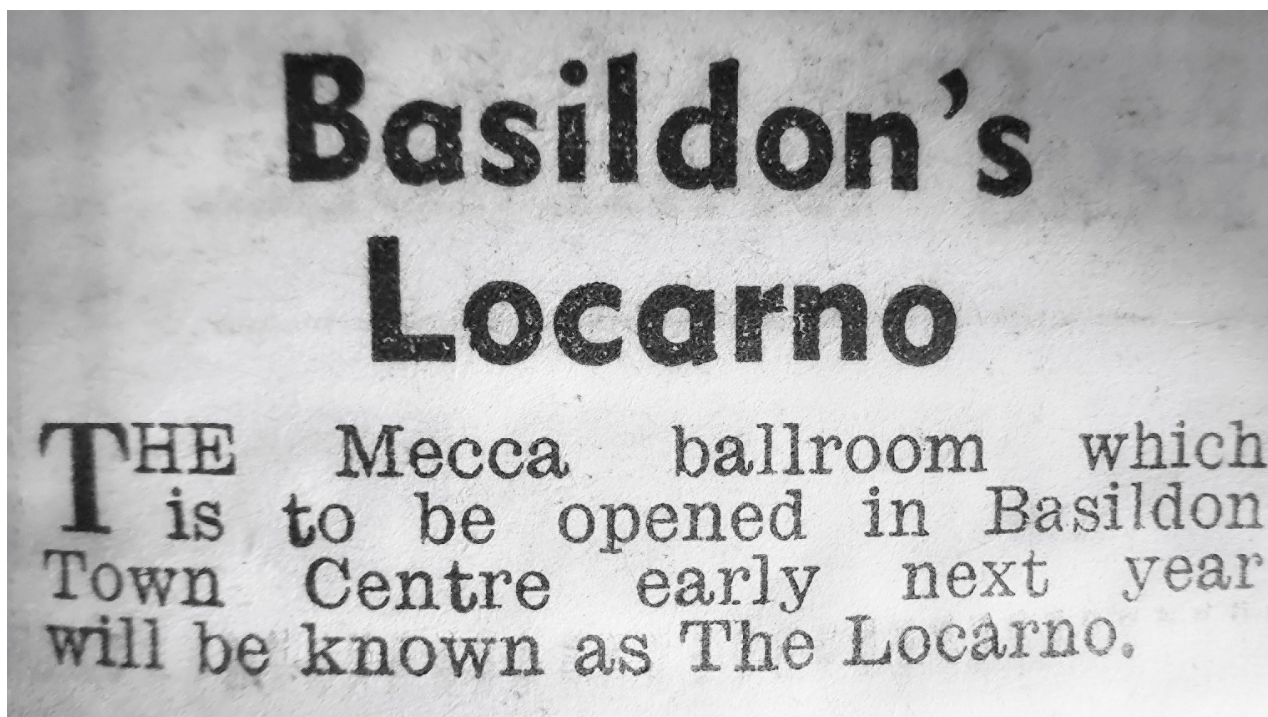 Basildon's
Locarno
THE Mecca ballroom which
is to be opened in Basildon
Town Centre early next year
will be known as The Locarno.